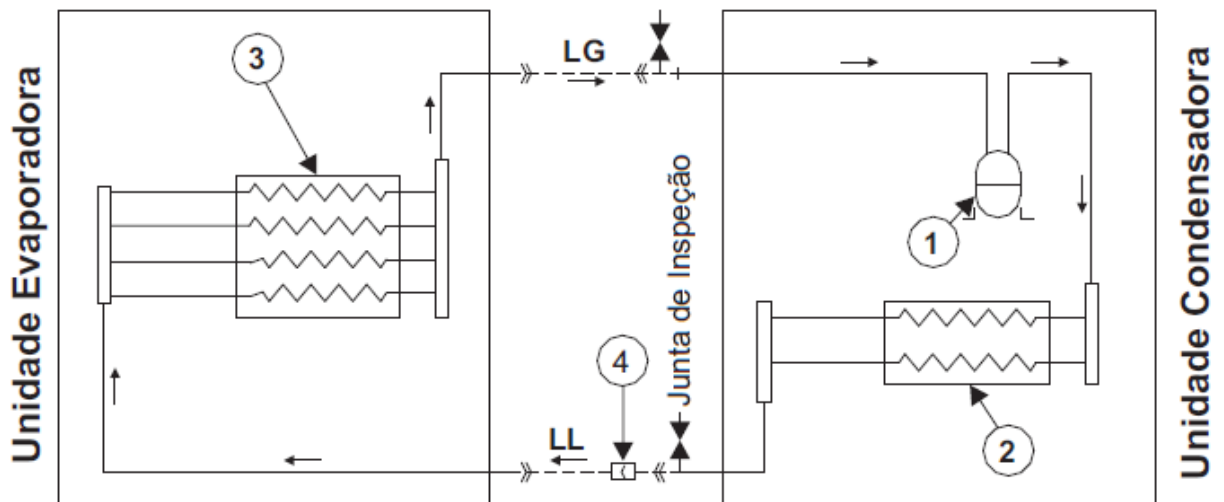 Unidade Evaporadora
3
LG
Junta de Inspeção
1
4
LL
2
Unidade Condensadora